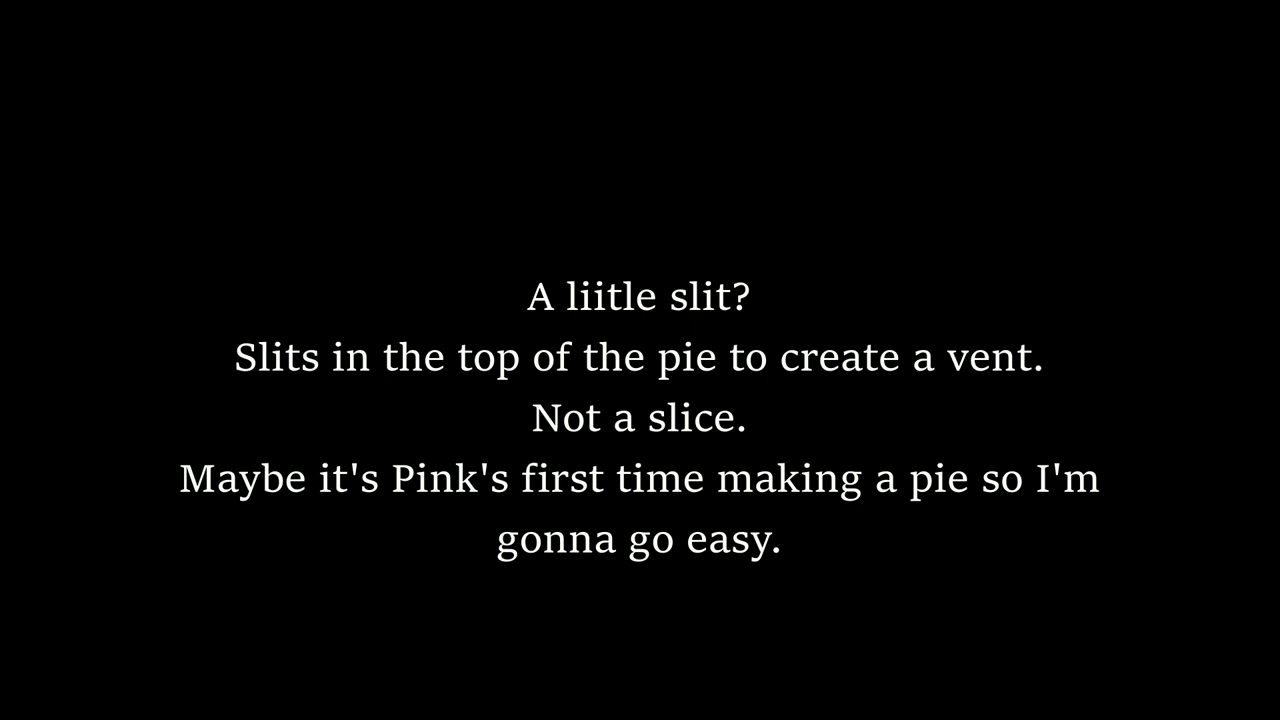 A liitle slit?
Slits in the top of the pie to create a vent.
Not a slice.
Maybe it's Pink's first time making a pie so I'm
gonna go easy.